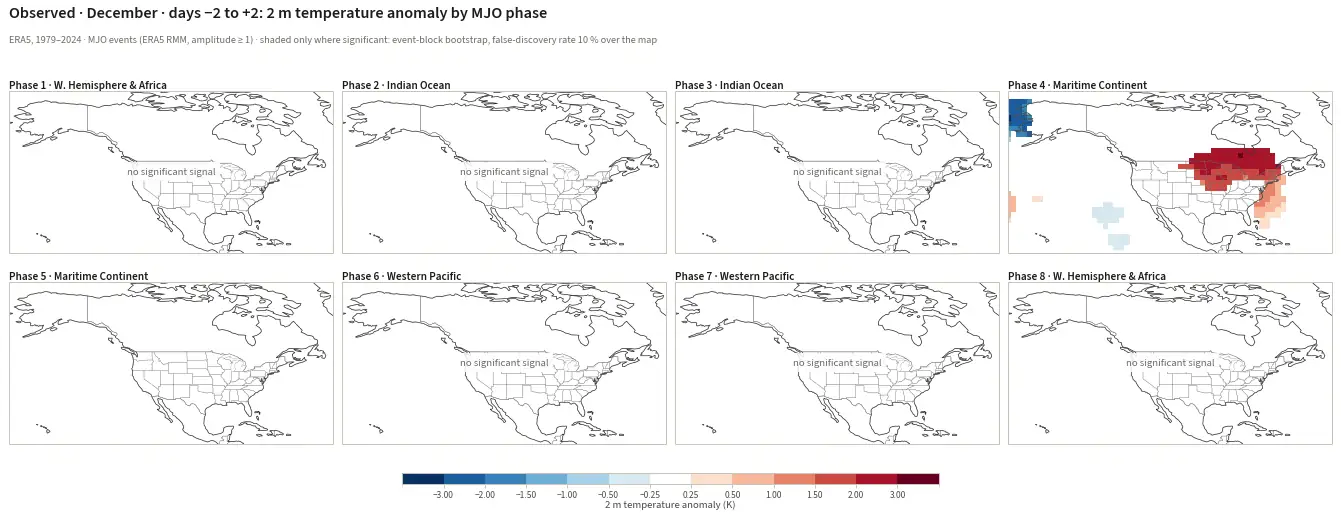 Observed · December · days −2 to +2: 2 m temperature anomaly by MJO phase
ERA5, 1979–2024 · MJO events (ERA5 RMM, amplitude ≥ 1) · shaded only where significant: event-block bootstrap, false-discovery rate 10 % over the map
Phase 1 · W. Hemisphere & Africa
Phase 2 · Indian Ocean
Phase 3 · Indian Ocean
Phase 4 · Maritime Continent
no significant signal
no significant signal
no significant signal
Phase 5 · Maritime Continent
Phase 6 · Western Pacific
Phase 7 · Western Pacific
Phase 8 · W. Hemisphere & Africa
no significant signal
no significant signal
no significant signal
−3.00 −2.00 −1.50 −1.00 −0.50 −0.25 0.25 0.50 1.00 1.50 2.00 3.00
2 m temperature anomaly (K)